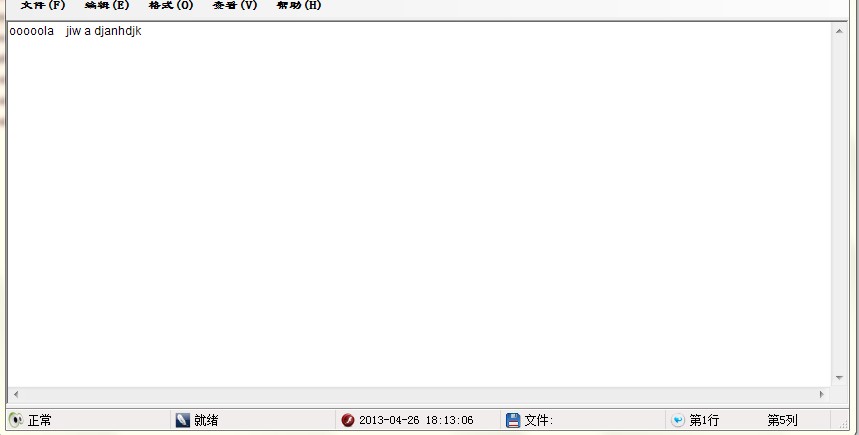 文件(F) 编辑(E) 格式(O) 查看(V) 帮助(H)
ooooola jiw a djanhdjk
正常 就绪 2013-04-26 18:13:06 文件: 第1行 第5列